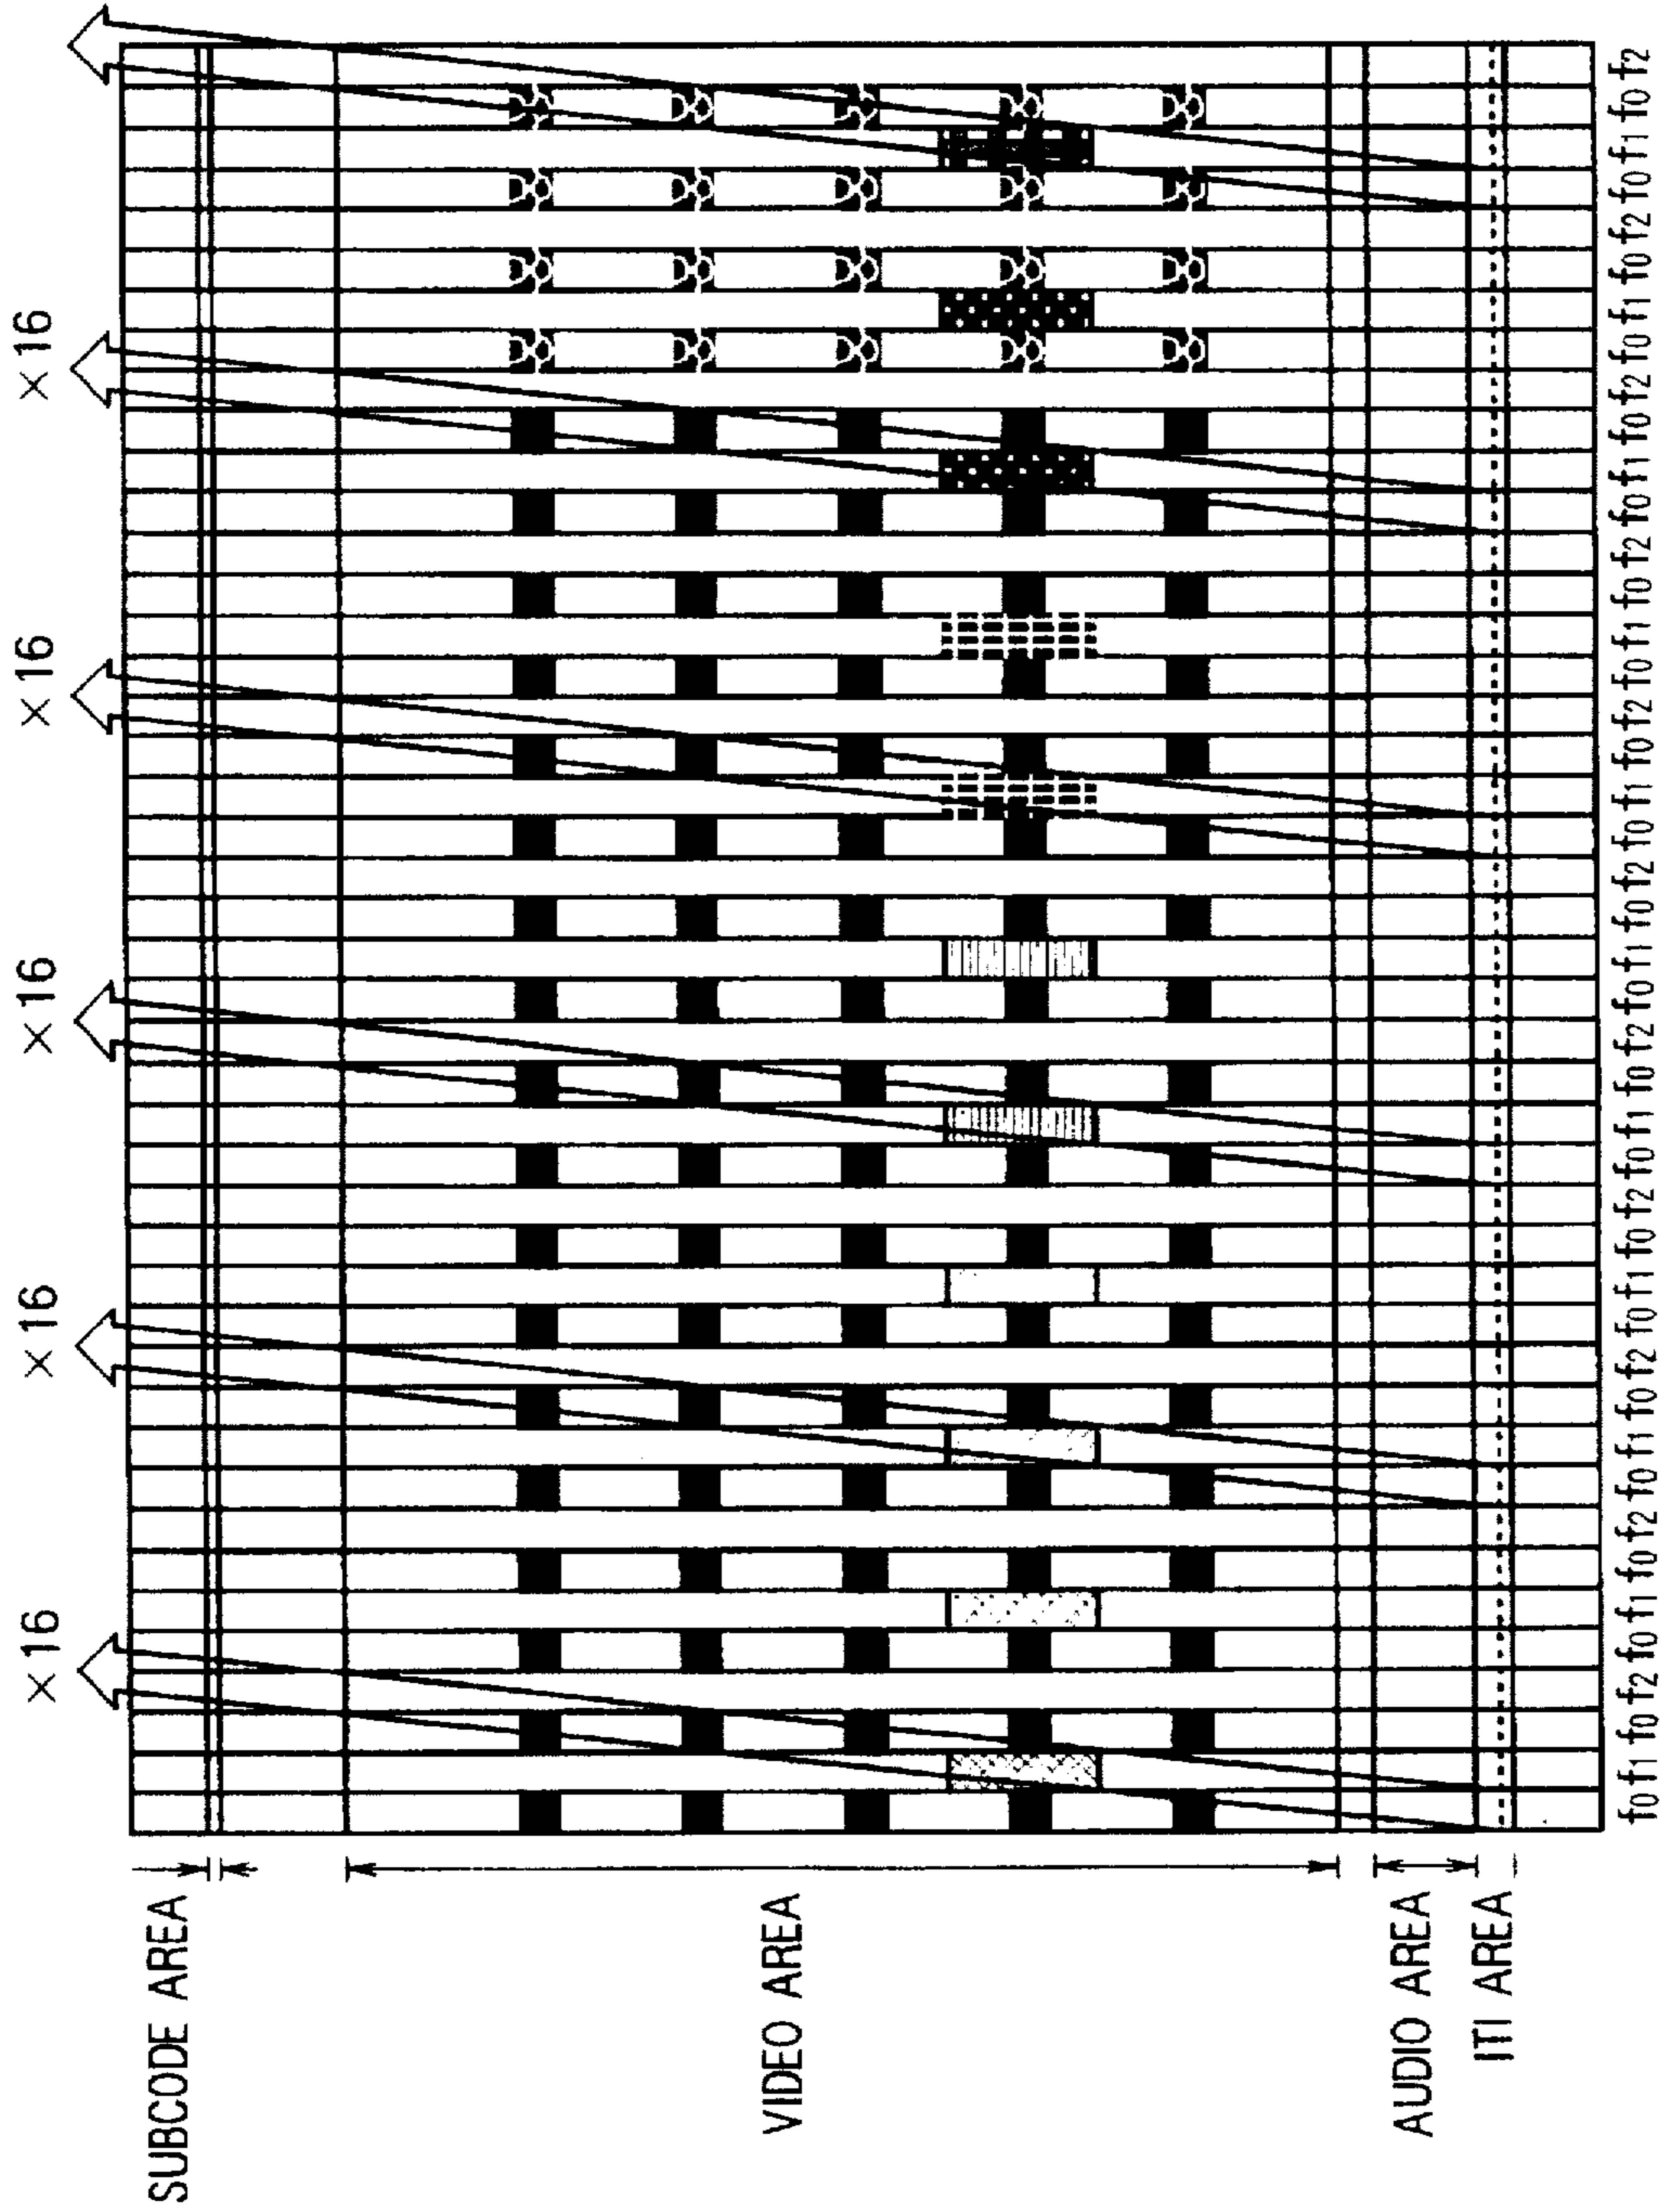 ×16 ×16 ×16 ×16 ×16
SUBCODE AREA
VIDEO AREA
AUDIO AREA
ITI AREA
f0 f1 f0 f2 f0 f1 f0 f2 f0 f1 f0 f2 f0 f1 f0 f2 f0 f1 f0 f2 f0 f1 f0 f2 f0 f1 f0 f2 f0 f1 f0 f2 f0 f1 f0 f2 f0 f1 f0 f2 f0 f1 f0 f2